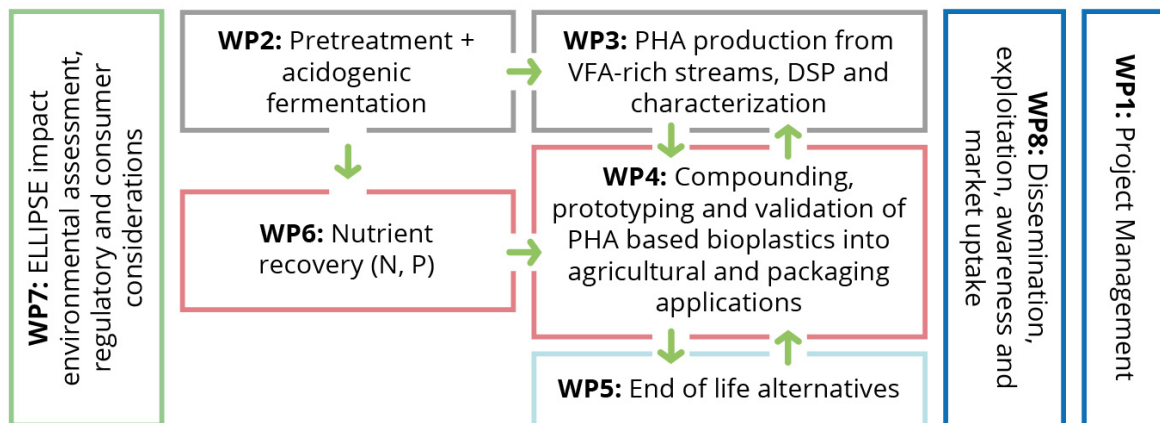 WP7: ELLIPSE impact
environmental assessment,
regulatory and consumer
considerations
WP2: Pretreatment +
acidogenic
fermentation
WP3: PHA production from
VFA-rich streams, DSP and
characterization
WP6: Nutrient
recovery (N, P)
WP4: Compounding,
prototyping and validation of
PHA based bioplastics into
agricultural and packaging
applications
WP5: End of life alternatives
WP8: Dissemination,
exploitation, awareness and
market uptake
WP1: Project Management